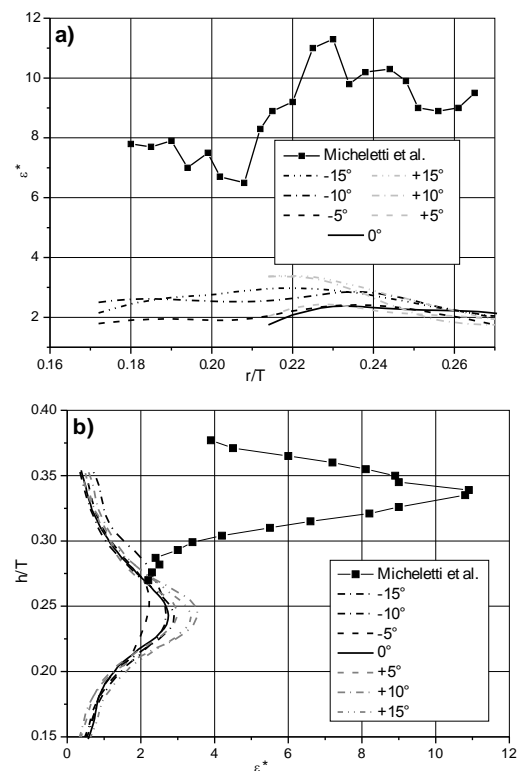 a)
12
10
8
6
4
2
ε*
Micheletti et al.
-15° +15°
-10° +10°
-5° +5°
0°
0.16 0.18 0.20 0.22 0.24 0.26
r/T
b)
0.40
0.35
0.30
0.25
0.20
0.15
h/T
Micheletti et al.
-15°
-10°
-5°
0°
+5°
+10°
+15°
0 2 4 6 8 10 12
ε*